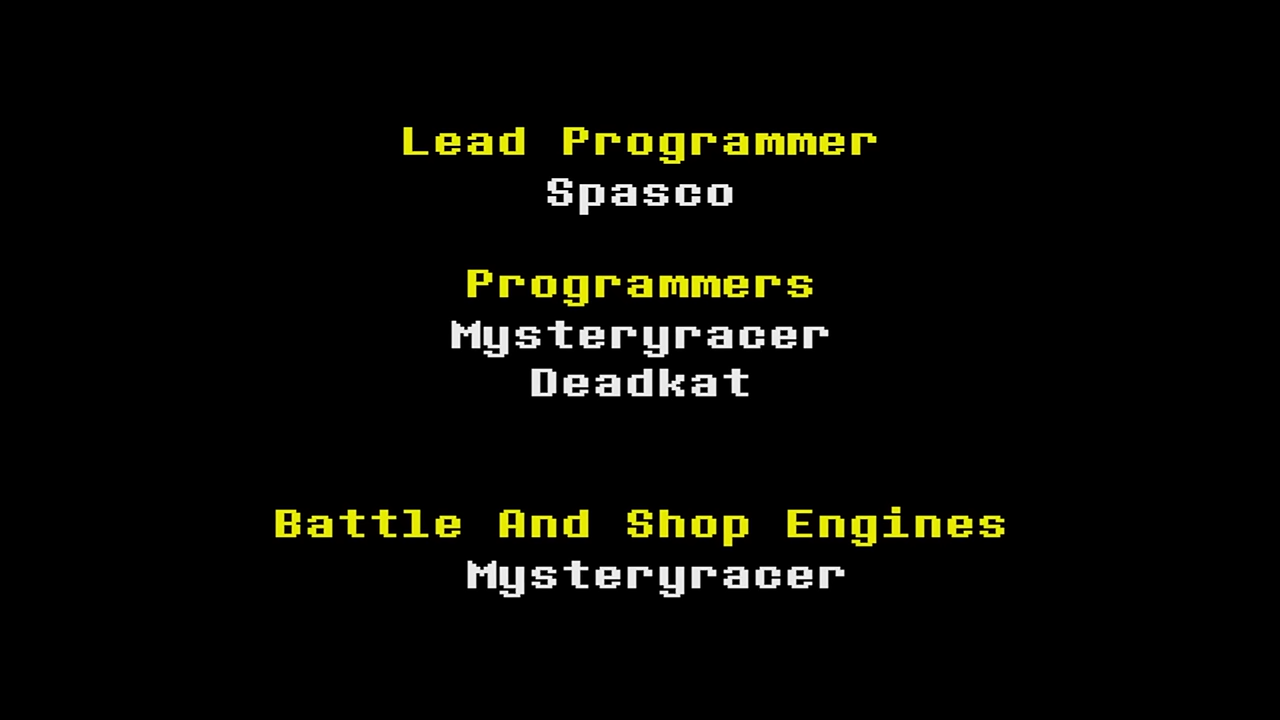 Lead Programmer
Spasco
Programmers
Mysteryracer
Deadkat
Battle And Shop Engines
Mysteryracer